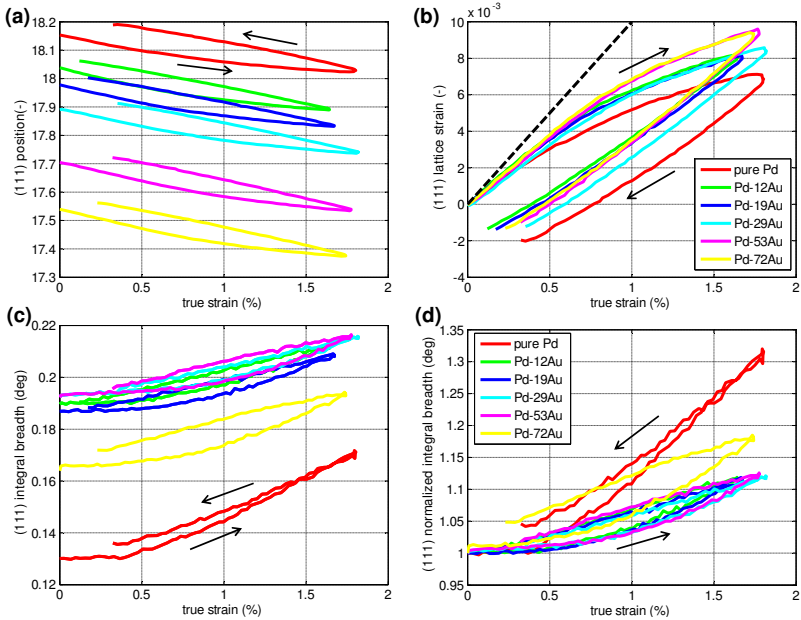 (a)
18.2
18.1
18
17.9
17.8
17.7
17.6
17.5
17.4
17.3
(111) position(-)
0
0.5
1
1.5
2
true strain (%)
(b)
10
x 10⁻³
8
6
4
2
0
-2
-4
(111) lattice strain (-)
pure Pd
Pd-12Au
Pd-19Au
Pd-29Au
Pd-53Au
Pd-72Au
0
0.5
1
1.5
2
true strain (%)
(c)
0.22
0.2
0.18
0.16
0.14
0.12
(111) integral breadth (deg)
0
0.5
1
1.5
2
true strain (%)
(d)
1.35
1.3
1.25
1.2
1.15
1.1
1.05
1
0.95
(111) normalized integral breadth (deg)
pure Pd
Pd-12Au
Pd-19Au
Pd-29Au
Pd-53Au
Pd-72Au
0
0.5
1
1.5
2
true strain (%)